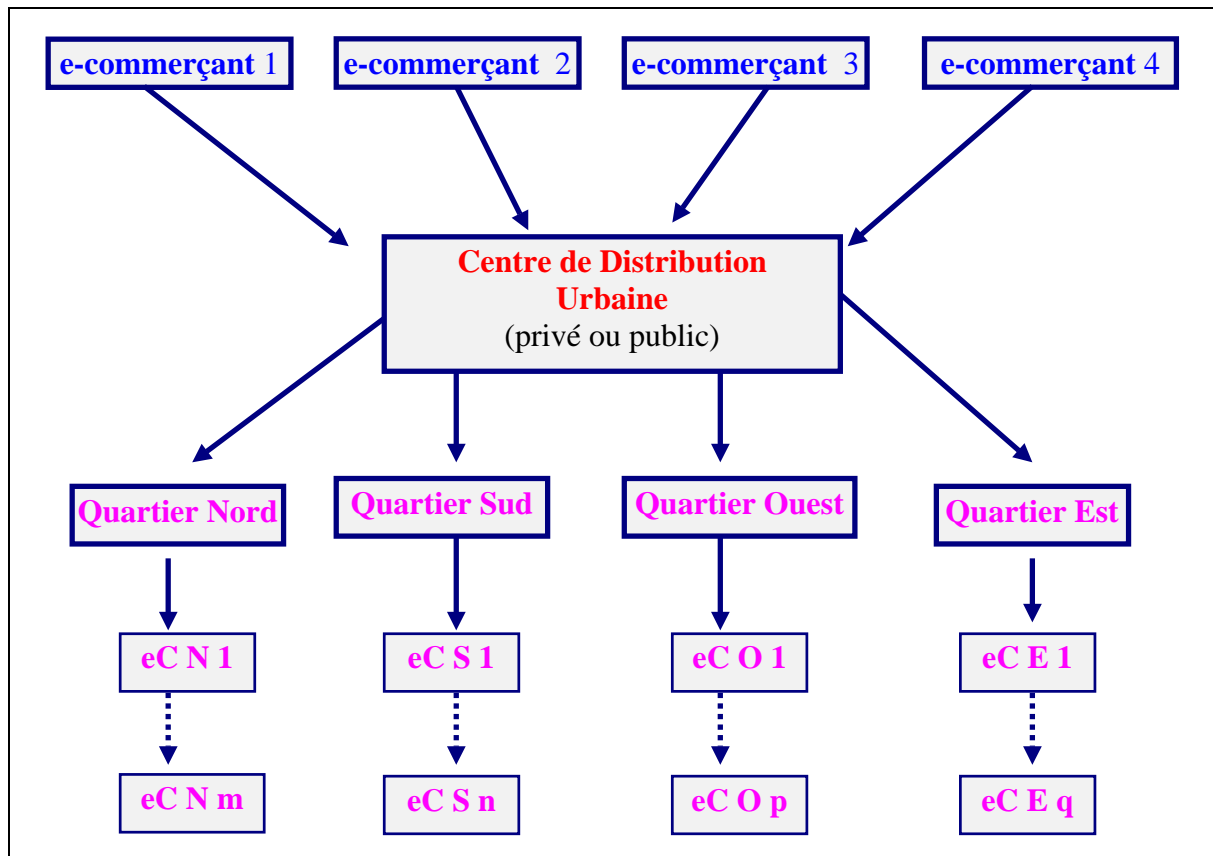 e-commerçant 1
e-commerçant 2
e-commerçant 3
e-commerçant 4
Centre de Distribution
Urbaine
(privé ou public)
Quartier Nord
Quartier Sud
Quartier Ouest
Quartier Est
eC N 1
eC S 1
eC O 1
eC E 1
eC N m
eC S n
eC O p
eC E q